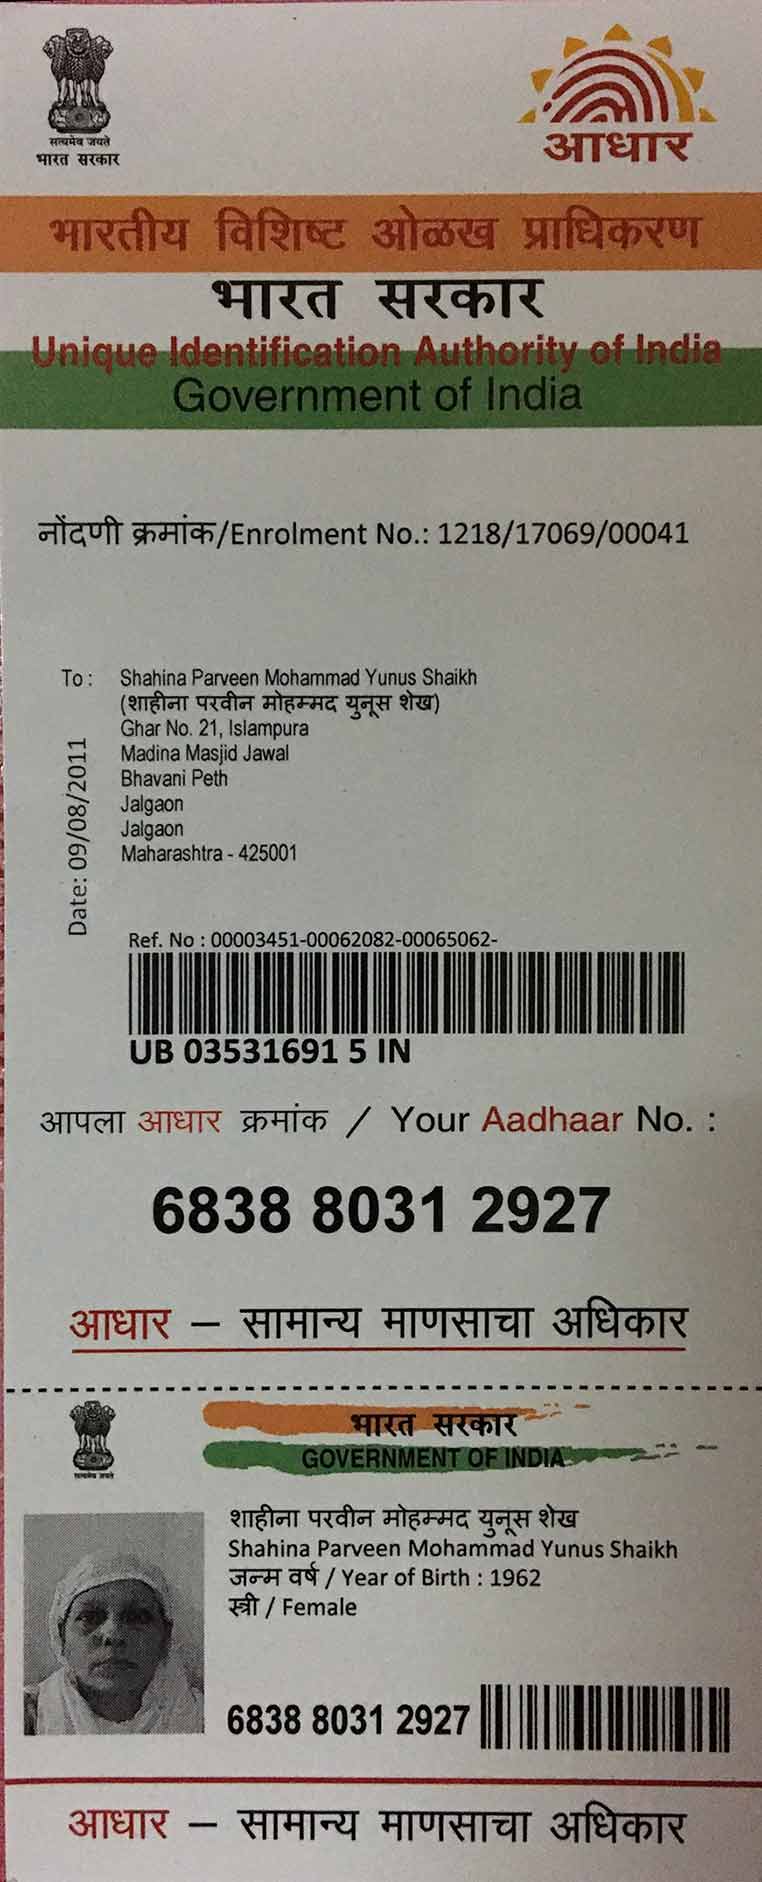 सत्यमेव जयते
भारत सरकार
आधार
भारतीय विशिष्ट ओळख प्राधिकरण
भारत सरकार
Unique Identification Authority of India
Government of India
नोंदणी क्रमांक/Enrolment No.: 1218/17069/00041
To :
Shahina Parveen Mohammad Yunus Shaikh
(शाहीना परवीन मोहम्मद युनूस शेख)
Ghar No. 21, Islampura
Madina Masjid Jawal
Bhavani Peth
Jalgaon
Jalgaon
Maharashtra - 425001
Date: 09/08/2011
Ref. No : 00003451-00062082-00065062-
UB 03531691 5 IN
आपला आधार क्रमांक / Your Aadhaar No. :
6838 8031 2927
आधार – सामान्य माणसाचा अधिकार
सत्यमेव जयते
भारत सरकार
GOVERNMENT OF INDIA
शाहीना परवीन मोहम्मद युनूस शेख
Shahina Parveen Mohammad Yunus Shaikh
जन्म वर्ष / Year of Birth : 1962
स्त्री / Female
6838 8031 2927
आधार – सामान्य माणसाचा अधिकार